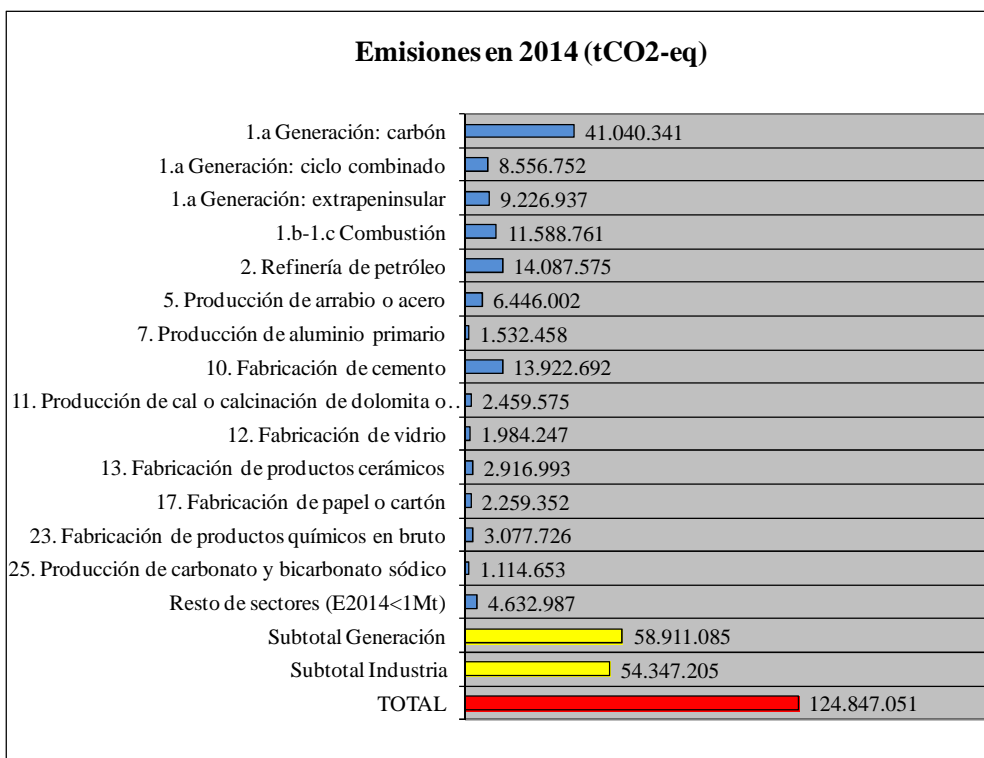 Emisiones en 2014 (tCO2-eq)
1.a Generación: carbón 41.040.341
1.a Generación: ciclo combinado 8.556.752
1.a Generación: extrapeninsular 9.226.937
1.b-1.c Combustión 11.588.761
2. Refinería de petróleo 14.087.575
5. Producción de arrabio o acero 6.446.002
7. Producción de aluminio primario 1.532.458
10. Fabricación de cemento 13.922.692
11. Producción de cal o calcinación de dolomita o.. 2.459.575
12. Fabricación de vidrio 1.984.247
13. Fabricación de productos cerámicos 2.916.993
17. Fabricación de papel o cartón 2.259.352
23. Fabricación de productos químicos en bruto 3.077.726
25. Producción de carbonato y bicarbonato sódico 1.114.653
Resto de sectores (E2014<1Mt) 4.632.987
Subtotal Generación 58.911.085
Subtotal Industria 54.347.205
TOTAL 124.847.051